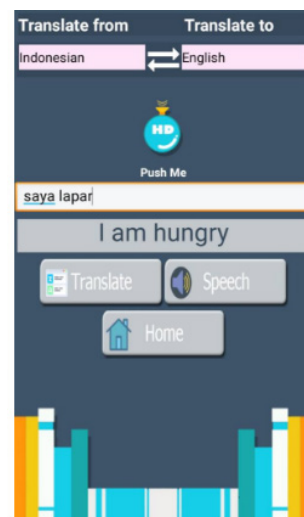 Translate from Translate to
Indonesian English
HD
Push Me
saya lapar
I am hungry
Translate Speech
Home